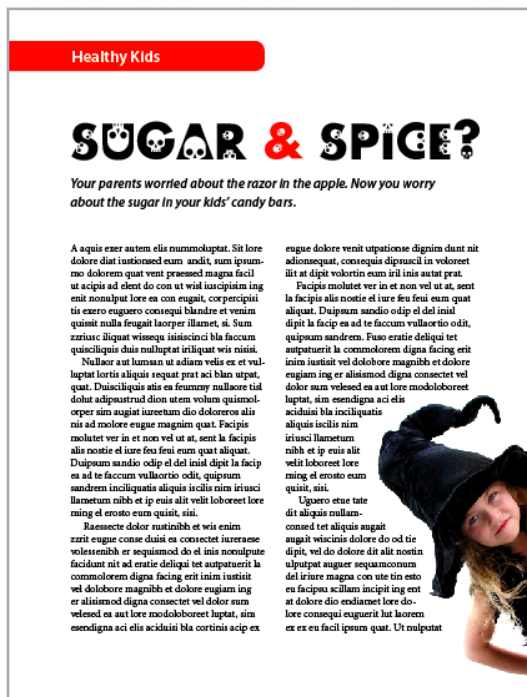 Healthy Kids
SUGAR & SPICE?
Your parents worried about the razor in the apple. Now you worry
about the sugar in your kids' candy bars.
A aquis exer autem elis nummoluptat. Sit lore
dolore diat iustionsed eum andit, sum ipsum-
mo dolorem quat vent praessed magna facil
ut acipis ad elent do con ut wisl iuscipisim ing
enit nonulput lore ea con eugait, corpercipisi
tis exero euguero consequi blandre et venim
quissit nulla feugait laorper illamet, si. Sum
zzriusc iliquat wissequ isisiscinci bla faccum
quisciliquis duis nulluptat iriliquat wis nisisi.
Nullaor aut lumsan ut adiam velis ex et vul-
luptat lortis aliquis sequat prat aci blan utpat,
quat. Duisciliquis atis ea feummy nullaore tisl
dolut adipsustrud dion utem volum quismol-
orper sim augiat iureetum dio doloreros alis
nis ad molore eugue magnim quat. Facipis
molutet ver in et non vel ut at, sent la facipis
alis nostie el iure feu feui eum quat aliquat.
Duipsum sandio odip el del inisl dipit la facip
ea ad te faccum vullaortio odit, quipsum
sandrem inciliquatis aliquis iscilis nim iriusci
llametum nibh et ip euis alit velit loboreet lore
ming el erosto eum quisit, sisi.
Raessecte dolor sustinibh et wis enim
zzrit eugue conse duisi ea consectet iureraese
volessenibh er sequismod do el inis nonulpute
facidunt nit ad eratie deliqui tet autpatuerit la
commolorem digna facing erit inim iustisit
vel dolobore magnibh et dolore eugiam ing
er alisismod digna consectet vel dolor sum
velesed ea aut lore modoloboreet luptat, sim
esendigna aci elis aciduisi bla cortinis acip ex
eugue dolore venit utpatione dignim dunt nit
adionsequat, consequis dipsuscil in voloreet
ilit at dipit volortin eum iril inis autat prat.
Facipis molutet ver in et non vel ut at, sent
la facipis alis nostie el iure feu feui eum quat
aliquat. Duipsum sandio odip el del inisl
dipit la facip ea ad te faccum vullaortio odit,
quipsum sandrem. Fuso eratie deliqui tet
autpatuerit la commolorem digna facing erit
inim iustisit vel dolobore magnibh et dolore
eugiam ing er alisismod digna consectet vel
dolor sum velesed ea aut lore modoloboreet
luptat, sim esendigna aci elis
aciduisi bla inciliquatis
aliquis iscilis nim
iriusci llametum
nibh et ip euis alit
velit loboreet lore
ming el erosto eum
quisit, sisi.
Uguero etue tate
dit aliquis nullam-
consed tet aliquis augait
augait wiscinis dolore do od tie
dipit, vel do dolore dit alit nostin
ulputpat auguer sequamconum
del iriure magna con ute tin esto
eu facipsu scillam incipit ing ent
at dolore dio endiamet lore do-
lore consequi euguerit lut laorem
ex ex eu facil ipsum quat. Ut nulputat